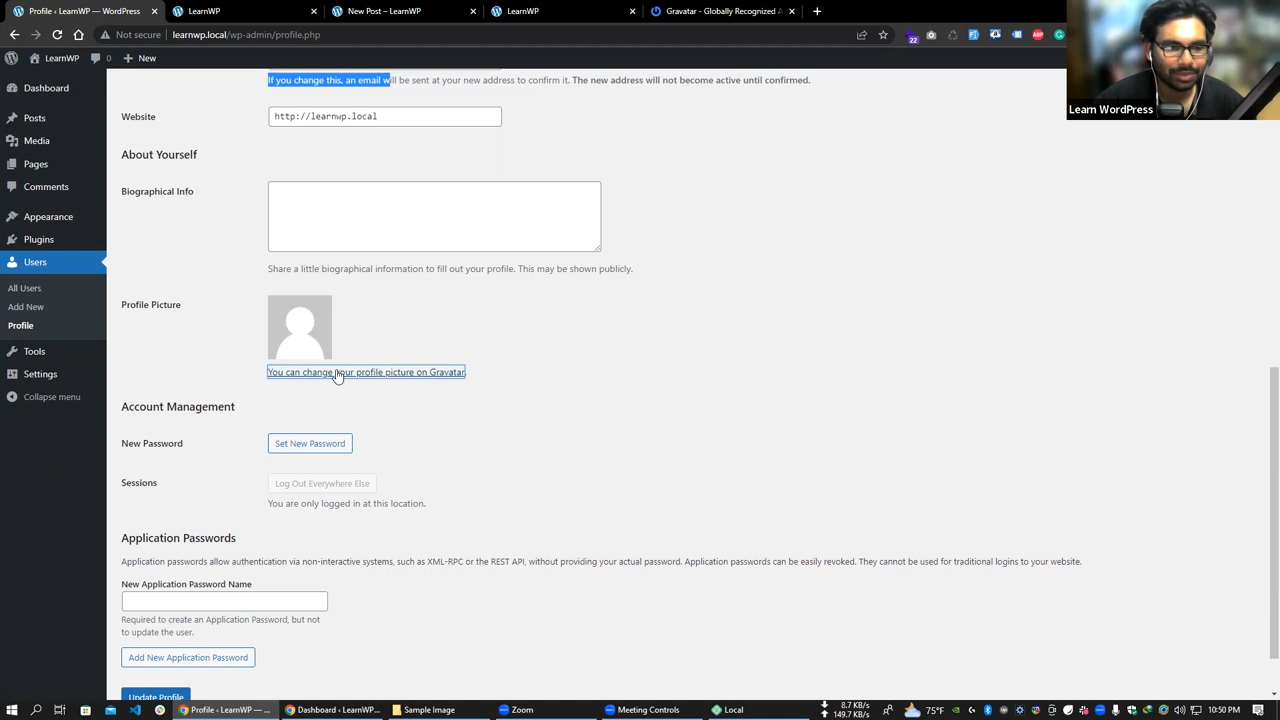 Profile ‹ LearnWP — WordPress
LearnWP
New Post - LearnWP
LearnWP
Gravatar - Globally Recognized A
Not secure
learnwp.local/wp-admin/profile.php
22
ABP
LearnWP
0
New
Learn WordPress
Dashboard
Posts
Media
Pages
Comments
Appearance
Plugins
Users
All Users
Add New
Profile
Tools
Settings
Collapse menu
If you change this, an email will be sent at your new address to confirm it. The new address will not become active until confirmed.
Website
http://learnwp.local
About Yourself
Biographical Info
Share a little biographical information to fill out your profile. This may be shown publicly.
Profile Picture
You can change your profile picture on Gravatar.
Account Management
New Password
Set New Password
Sessions
Log Out Everywhere Else
You are only logged in at this location.
Application Passwords
Application passwords allow authentication via non-interactive systems, such as XML-RPC or the REST API, without providing your actual password. Application passwords can be easily revoked. They cannot be used for traditional logins to your website.
New Application Password Name
Required to create an Application Password, but not
to update the user.
Add New Application Password
Update Profile
Profile ‹ LearnWP — ...
Dashboard ‹ LearnWP...
Sample Image
Zoom
Meeting Controls
Local
8.7 KB/s
149.7 KB/s
75°F
10:50 PM